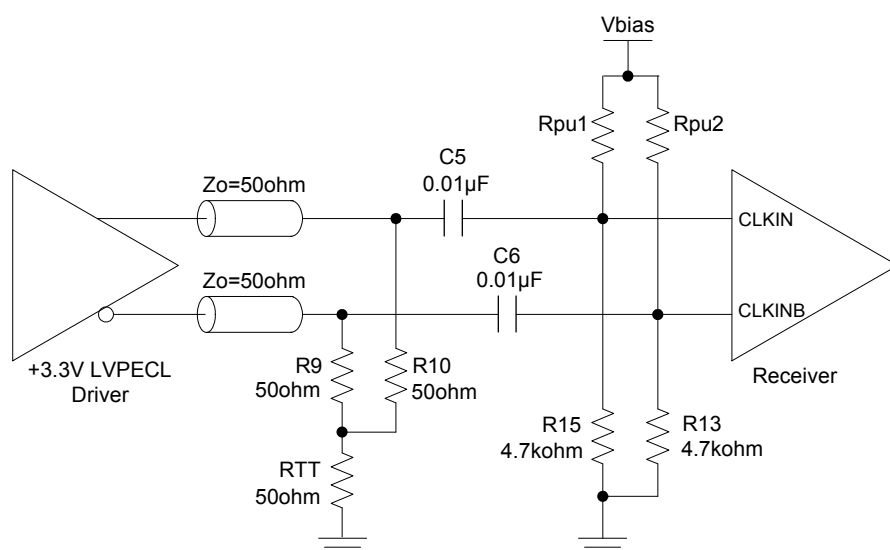 Vbias
Rpu1
Rpu2
C5
0.01µF
Zo=50ohm
CLKIN
C6
0.01µF
Zo=50ohm
CLKINB
+3.3V LVPECL
Driver
R9
50ohm
R10
50ohm
Receiver
R15
4.7kohm
R13
4.7kohm
RTT
50ohm